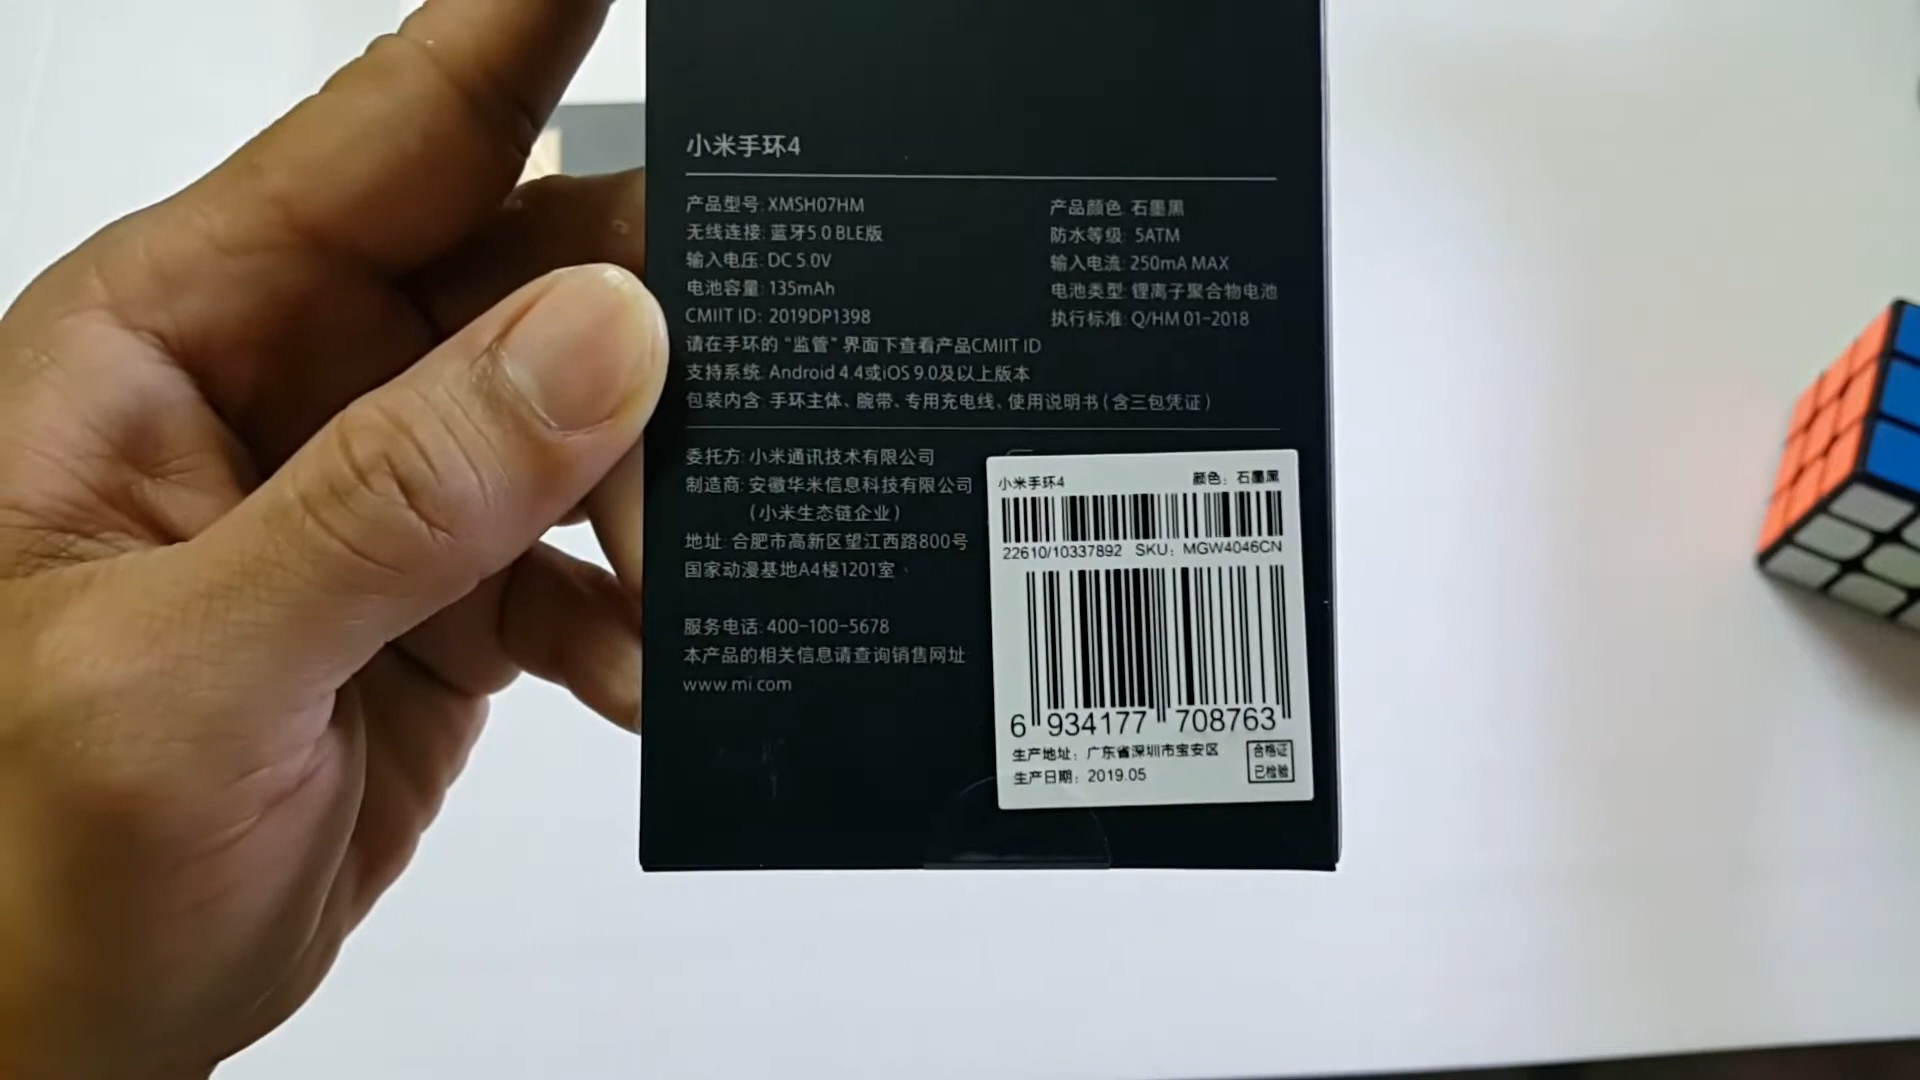 小米手环4
产品型号: XMSH07HM
产品颜色: 石墨黑
无线连接: 蓝牙5.0 BLE版
防水等级: 5ATM
输入电压: DC 5.0V
输入电流: 250mA MAX
电池容量: 135mAh
电池类型: 锂离子聚合物电池
CMIIT ID: 2019DP1398
执行标准: Q/HM 01-2018
请在手环的“监管”界面下查看产品CMIIT ID
支持系统: Android 4.4或iOS 9.0及以上版本
包装内含: 手环主体、腕带、专用充电线、使用说明书(含三包凭证)
委托方: 小米通讯技术有限公司
制造商: 安徽华米信息科技有限公司
(小米生态链企业)
地址: 合肥市高新区望江西路800号
国家动漫基地A4楼1201室
服务电话: 400-100-5678
本产品的相关信息请查询销售网址
www.mi.com
小米手环4 颜色：石墨黑
22610/10337892 SKU：MGW4046CN
6 934177 708763
生产地址：广东省深圳市宝安区
生产日期：2019.05
合格证
已检验